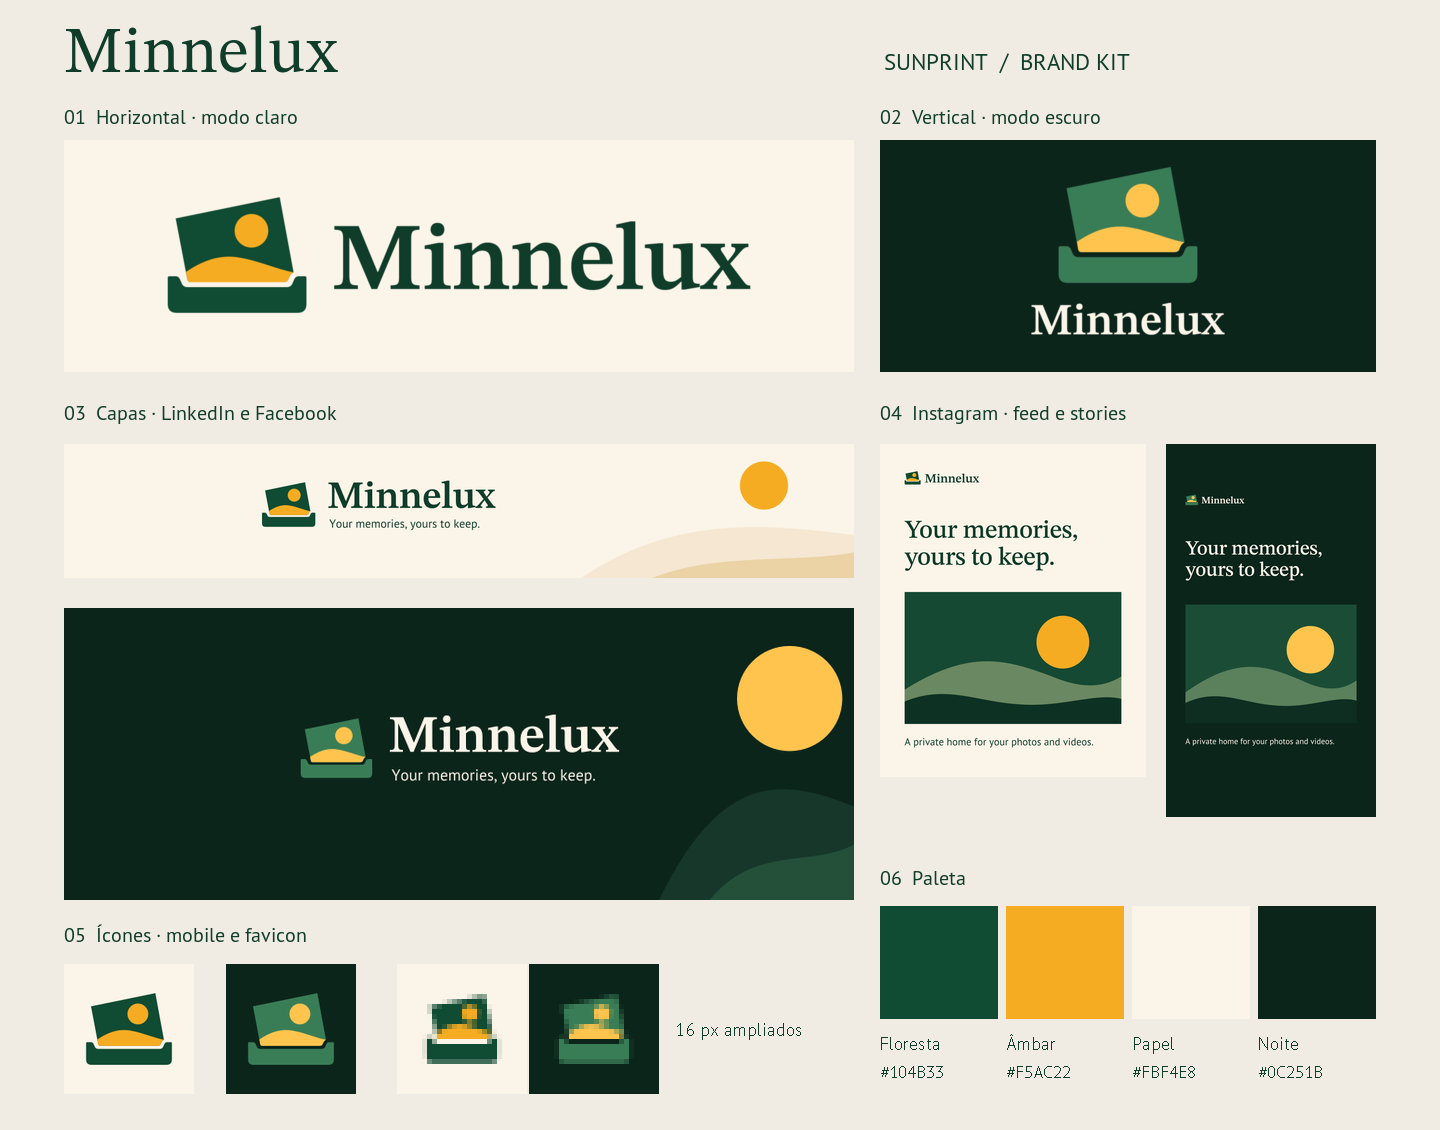 Minnelux
SUNPRINT / BRAND KIT
01 Horizontal · modo claro
Minnelux
02 Vertical · modo escuro
Minnelux
03 Capas · LinkedIn e Facebook
Minnelux
Your memories, yours to keep.
Minnelux
Your memories, yours to keep.
04 Instagram · feed e stories
Minnelux
Your memories,
yours to keep.
A private home for your photos and videos.
Minnelux
Your memories,
yours to keep.
A private home for your photos and videos.
05 Ícones · mobile e favicon
16 px ampliados
06 Paleta
Floresta
#104B33
Âmbar
#F5AC22
Papel
#FBF4E8
Noite
#0C251B